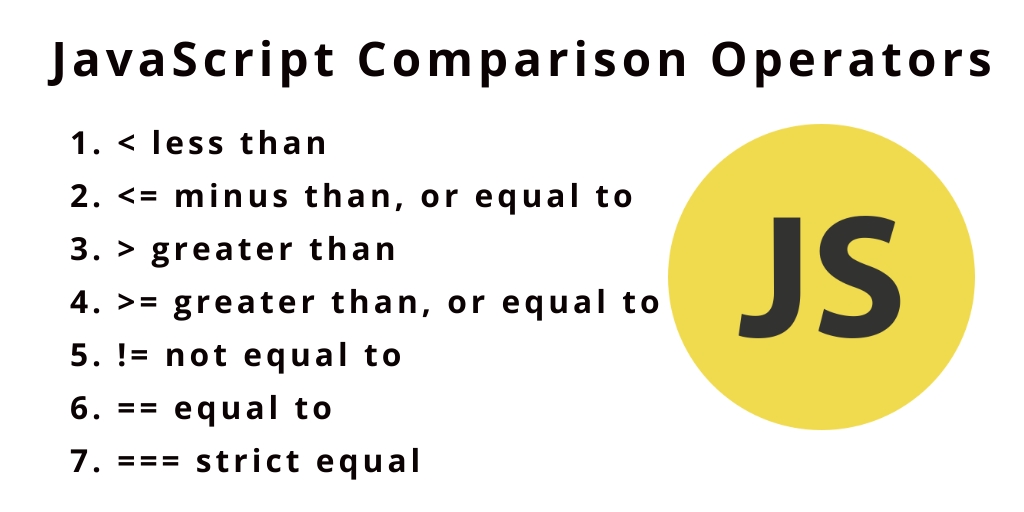 JavaScript Comparison Operators
1. < less than
2. <= minus than, or equal to
3. > greater than
4. >= greater than, or equal to
5. != not equal to
6. == equal to
7. === strict equal
JS